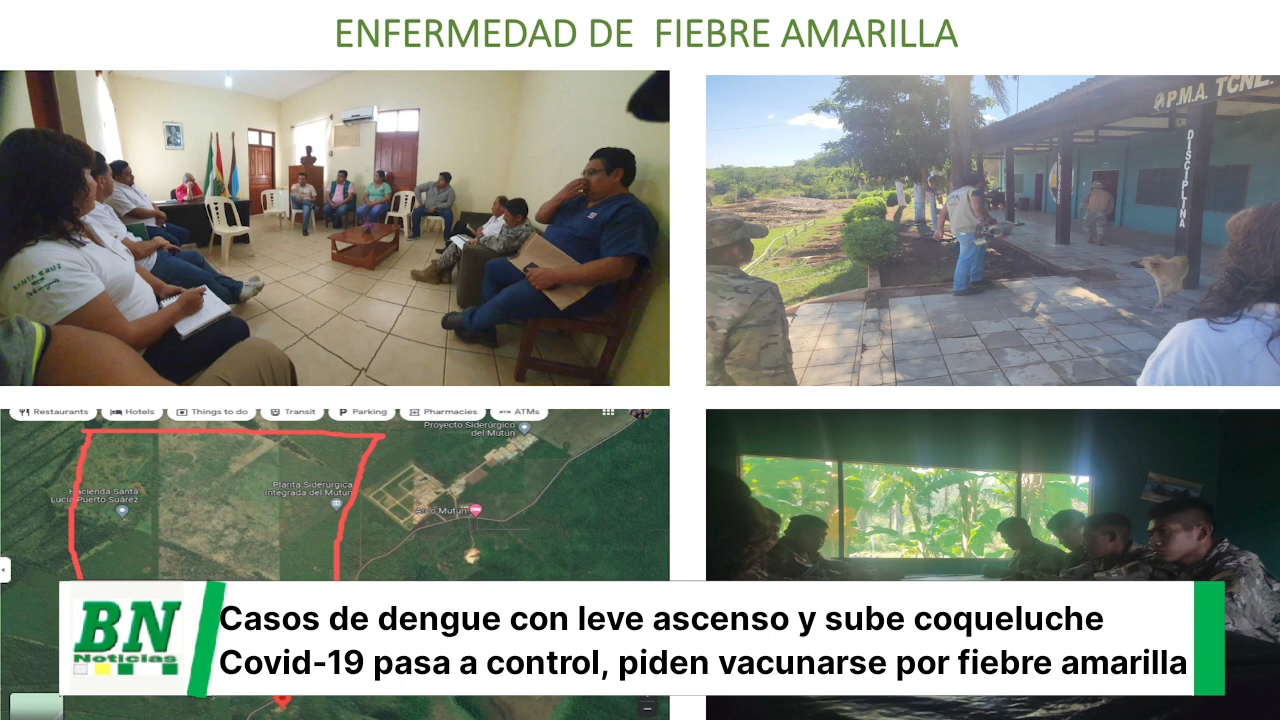 ENFERMEDAD DE FIEBRE AMARILLA
SANTA CRUZ
P.M.A. TCNL.
DISCIPLINA
Restaurants
Hotels
Things to do
Transit
Parking
Pharmacies
ATMs
Proyecto Siderúrgico
del Mutún
Hacienda Santa
Lucia Puerto Suárez
Planta Siderúrgica
Integrada del Mutún
Arco Mutun
BN
Noticias
Casos de dengue con leve ascenso y sube coqueluche
Covid-19 pasa a control, piden vacunarse por fiebre amarilla